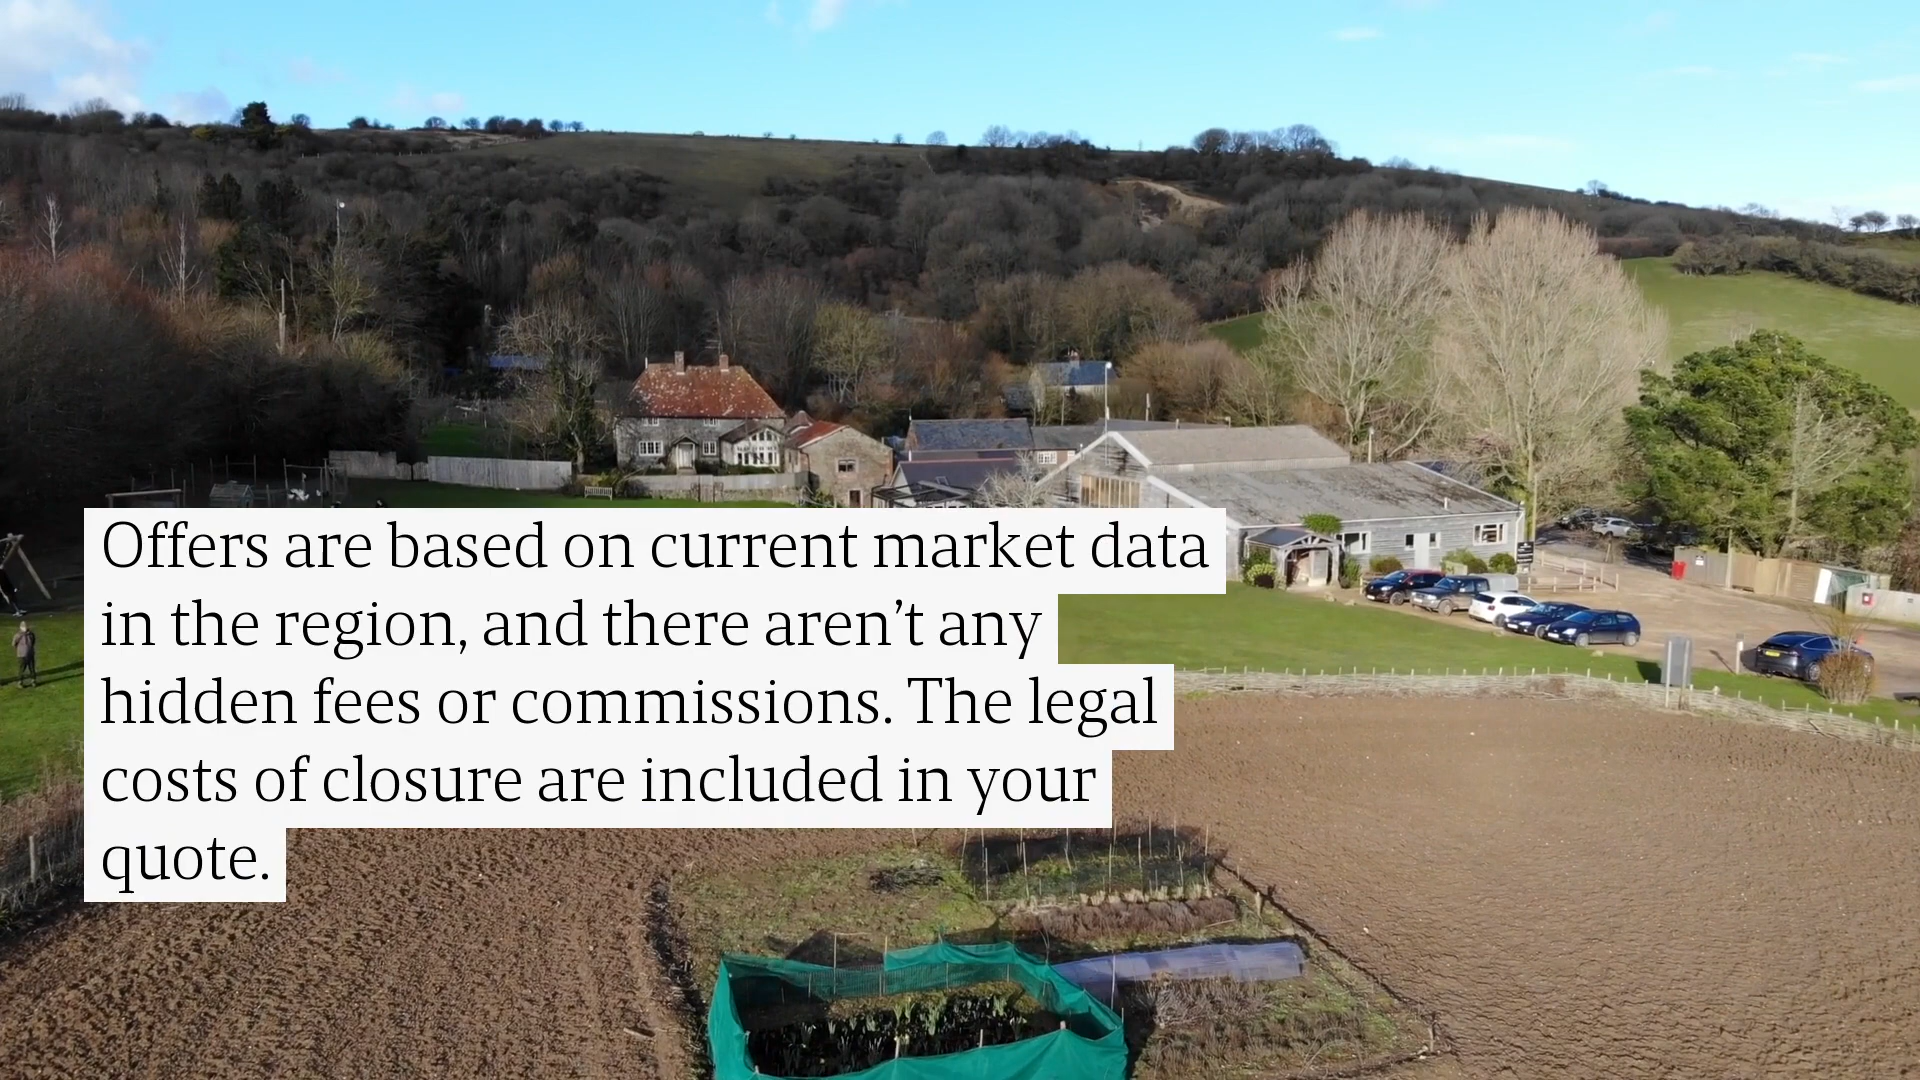 Offers are based on current market data
in the region, and there aren’t any
hidden fees or commissions. The legal
costs of closure are included in your
quote.